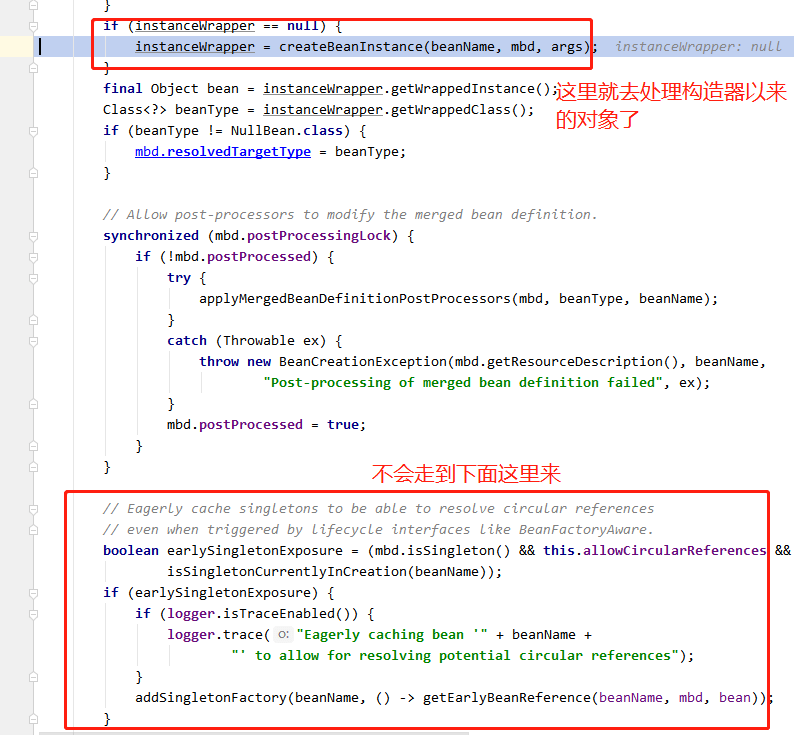 }
if (instanceWrapper == null) {
instanceWrapper = createBeanInstance(beanName, mbd, args);  instanceWrapper: null
}
final Object bean = instanceWrapper.getWrappedInstance();
这里就去处理构造器以来
的对象了
Class<?> beanType = instanceWrapper.getWrappedClass();
if (beanType != NullBean.class) {
mbd.resolvedTargetType = beanType;
}
// Allow post-processors to modify the merged bean definition.
synchronized (mbd.postProcessingLock) {
if (!mbd.postProcessed) {
try {
applyMergedBeanDefinitionPostProcessors(mbd, beanType, beanName);
}
catch (Throwable ex) {
throw new BeanCreationException(mbd.getResourceDescription(), beanName,
"Post-processing of merged bean definition failed", ex);
}
mbd.postProcessed = true;
}
}
不会走到下面这里来
// Eagerly cache singletons to be able to resolve circular references
// even when triggered by lifecycle interfaces like BeanFactoryAware.
boolean earlySingletonExposure = (mbd.isSingleton() && this.allowCircularReferences &&
isSingletonCurrentlyInCreation(beanName));
if (earlySingletonExposure) {
if (logger.isTraceEnabled()) {
logger.trace( o: "Eagerly caching bean '" + beanName +
"' to allow for resolving potential circular references");
}
addSingletonFactory(beanName, () -> getEarlyBeanReference(beanName, mbd, bean));
}